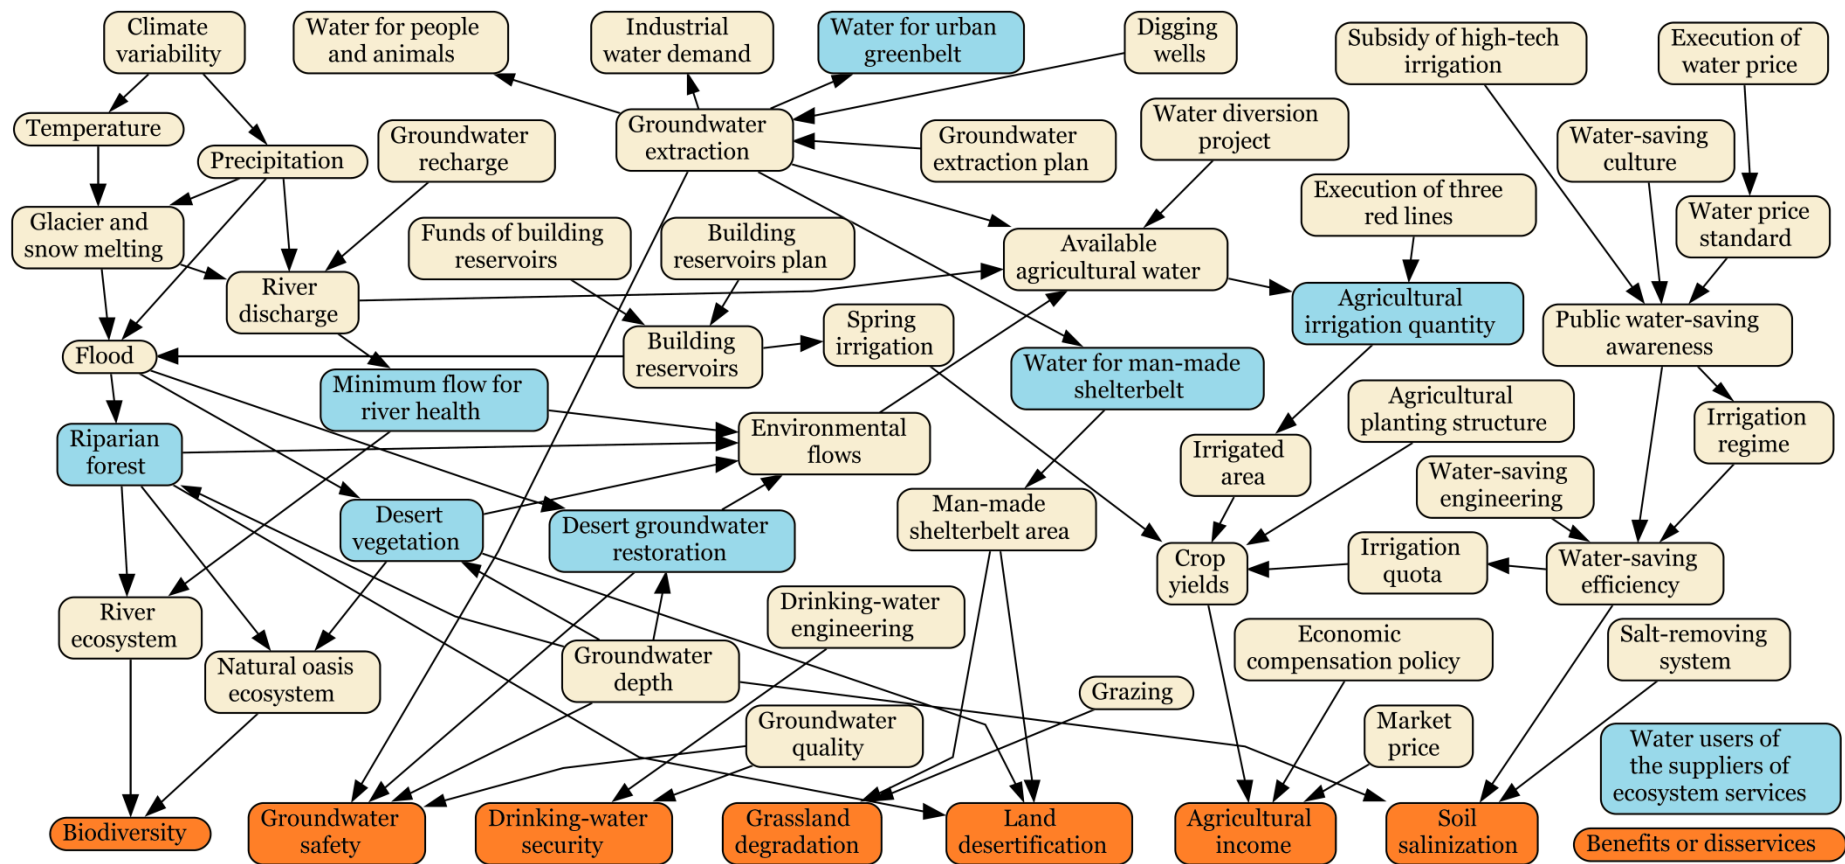 Climate
variability
Water for people
and animals
Industrial
water demand
Water for urban
greenbelt
Digging
wells
Subsidy of high-tech
irrigation
Execution of
water price
Temperature
Precipitation
Groundwater
recharge
Groundwater
extraction
Groundwater
extraction plan
Water diversion
project
Water-saving
culture
Execution of three
red lines
Water price
standard
Glacier and
snow melting
River
discharge
Funds of building
reservoirs
Building
reservoirs plan
Available
agricultural water
Agricultural
irrigation quantity
Public water-saving
awareness
Flood
Building
reservoirs
Spring
irrigation
Water for man-made
shelterbelt
Minimum flow for
river health
Agricultural
planting structure
Irrigation
regime
Riparian
forest
Environmental
flows
Irrigated
area
Water-saving
engineering
Desert
vegetation
Desert groundwater
restoration
Man-made
shelterbelt area
Crop
yields
Irrigation
quota
Water-saving
efficiency
River
ecosystem
Drinking-water
engineering
Natural oasis
ecosystem
Groundwater
depth
Economic
compensation policy
Salt-removing
system
Grazing
Groundwater
quality
Market
price
Water users of
the suppliers of
ecosystem services
Biodiversity
Groundwater
safety
Drinking-water
security
Grassland
degradation
Land
desertification
Agricultural
income
Soil
salinization
Benefits or disservices